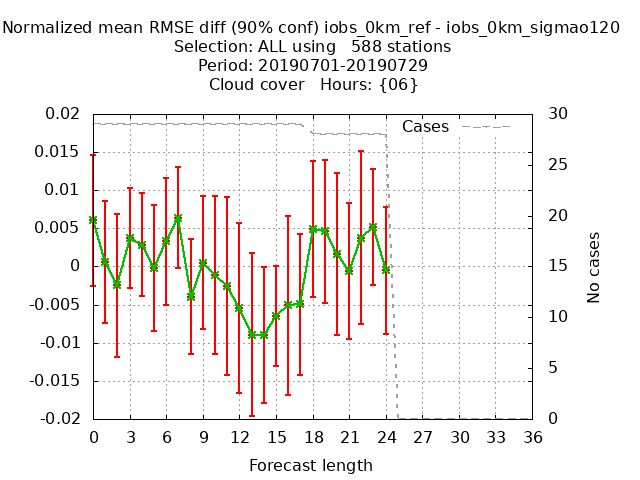 Normalized mean RMSE diff (90% conf) iobs_0km_ref - iobs_0km_sigmao120
Selection: ALL using   588 stations
Period: 20190701-20190729
Cloud cover   Hours: {06}
Cases
0.02
0.015
0.01
0.005
0
-0.005
-0.01
-0.015
-0.02
30
25
20
15
10
5
0
No cases
0 3 6 9 12 15 18 21 24 27 30 33 36
Forecast length